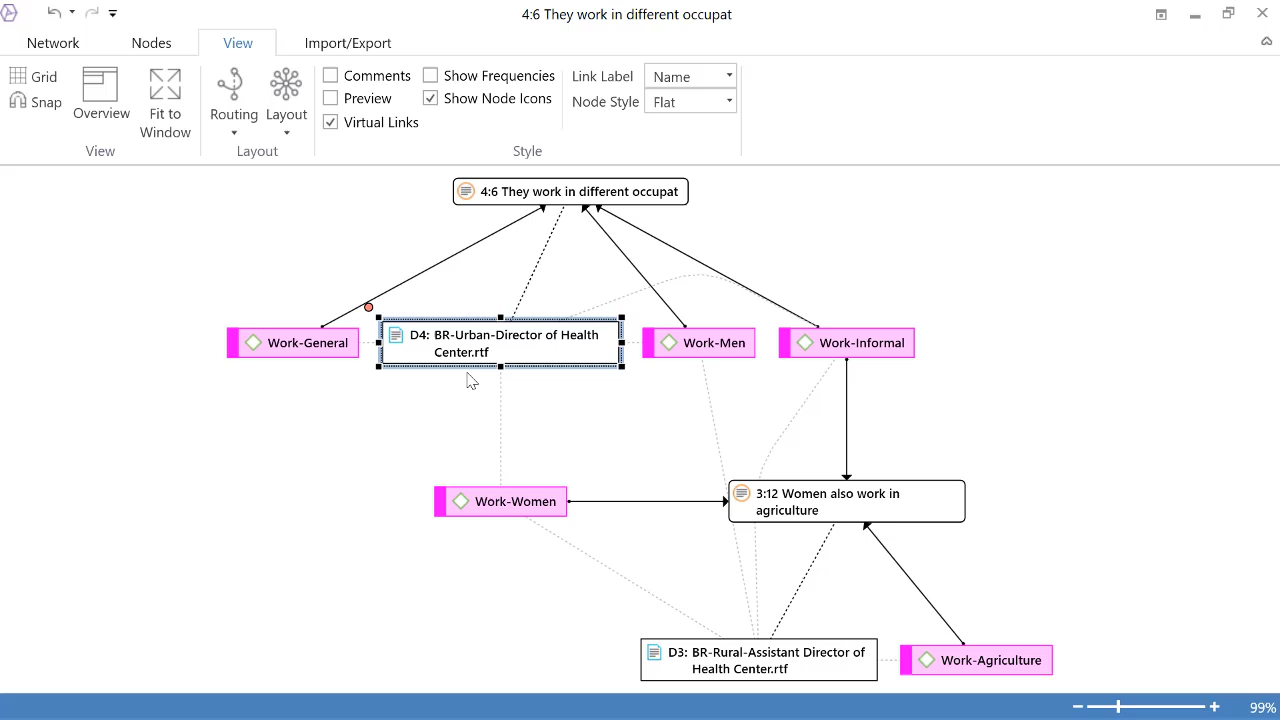 4:6 They work in different occupat
Network Nodes View Import/Export
Grid
Snap
Overview
Fit to
Window
View
Routing
Layout
Layout
Comments
Preview
Virtual Links
Show Frequencies
Show Node Icons
Link Label Name
Node Style Flat
Style
4:6 They work in different occupat
Work-General
D4: BR-Urban-Director of Health
Center.rtf
Work-Men
Work-Informal
Work-Women
3:12 Women also work in
agriculture
D3: BR-Rural-Assistant Director of
Health Center.rtf
Work-Agriculture
99%